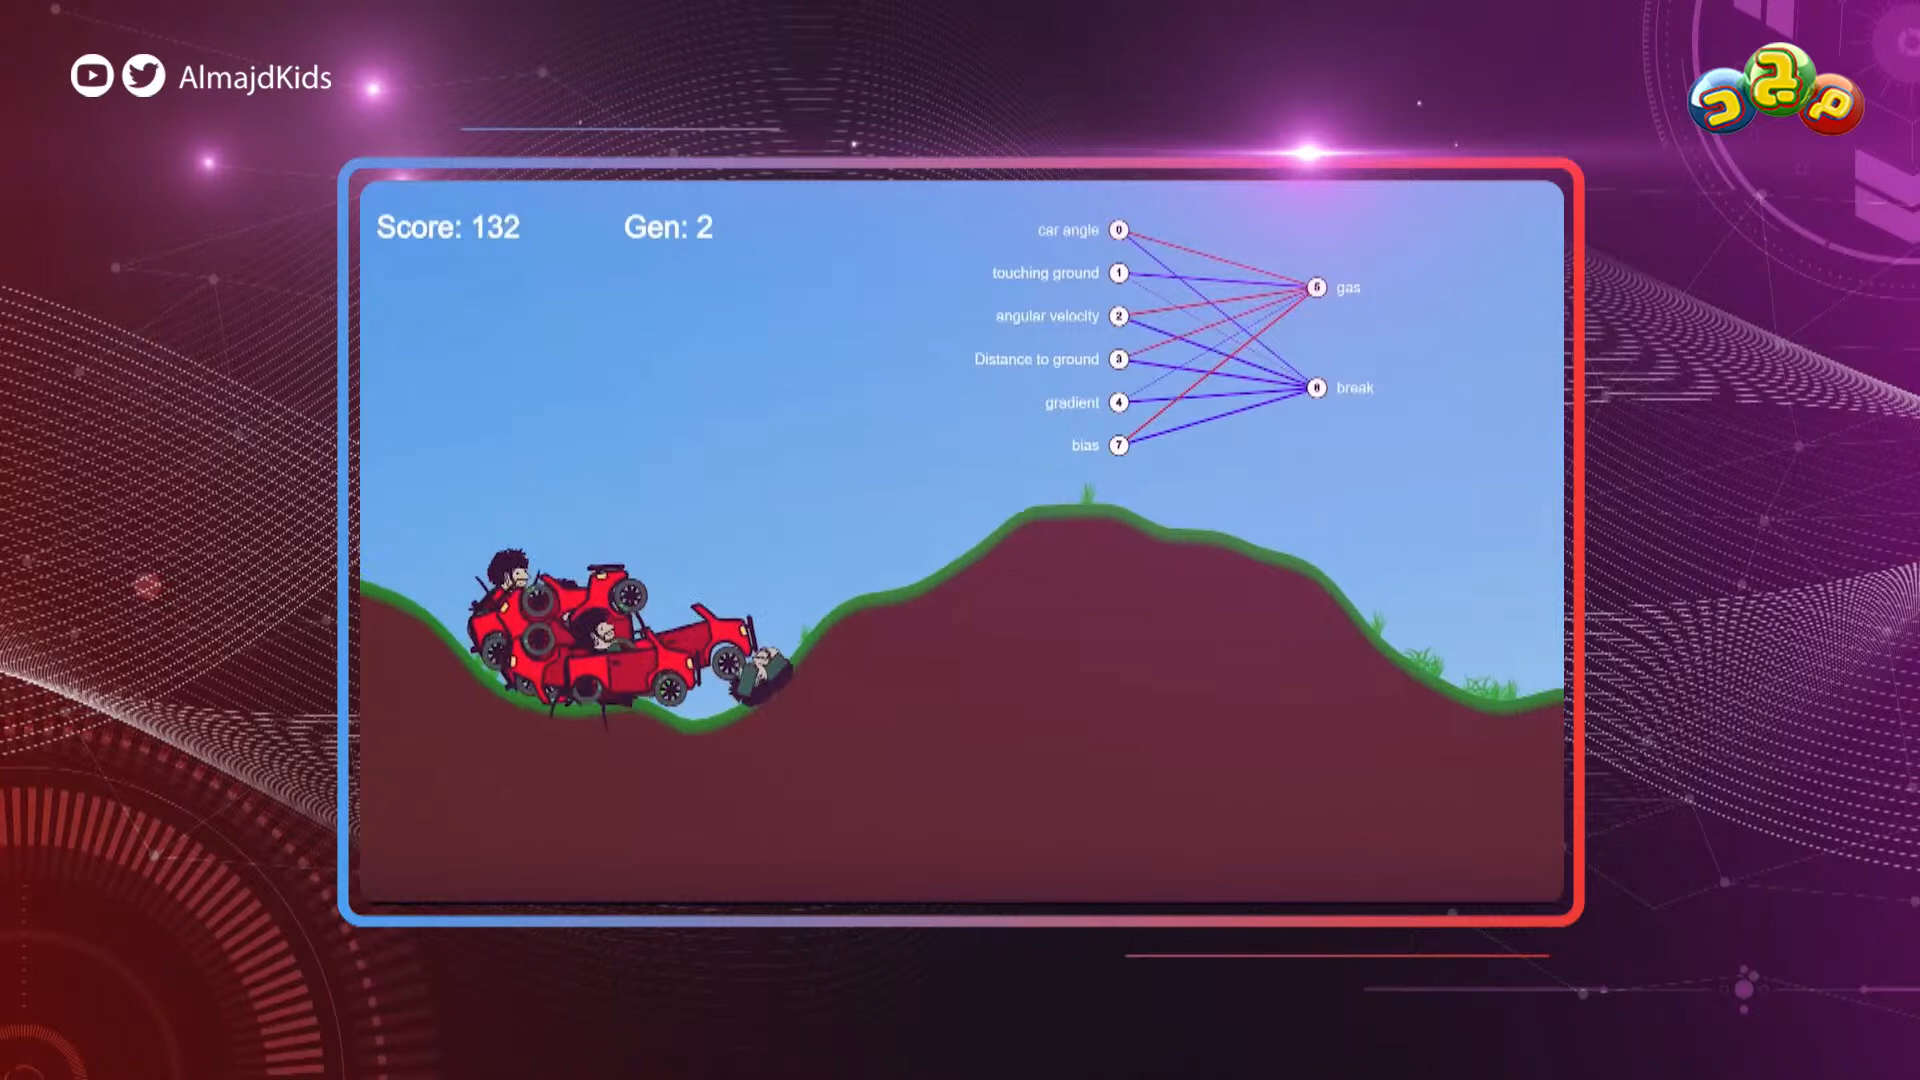 AlmajdKids
مجد
Score: 132
Gen: 2
car angle 0
touching ground 1
angular velocity 2
Distance to ground 3
gradient 4
bias 7
5 gas
6 break